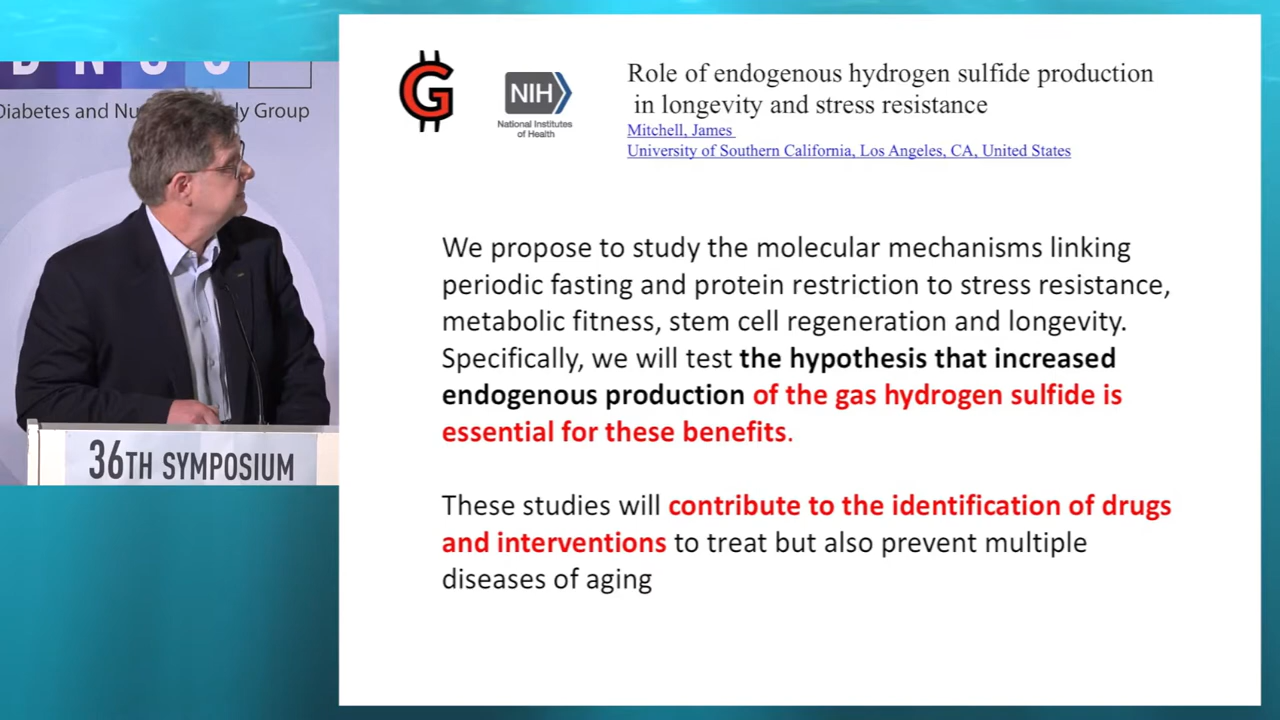 Diabetes and Nu
y Group
36TH SYMPOSIUM
G
NIH
National Institutes
of Health
Role of endogenous hydrogen sulfide production
in longevity and stress resistance
Mitchell, James
University of Southern California, Los Angeles, CA, United States
We propose to study the molecular mechanisms linking
periodic fasting and protein restriction to stress resistance,
metabolic fitness, stem cell regeneration and longevity.
Specifically, we will test the hypothesis that increased
endogenous production of the gas hydrogen sulfide is
essential for these benefits.
These studies will contribute to the identification of drugs
and interventions to treat but also prevent multiple
diseases of aging